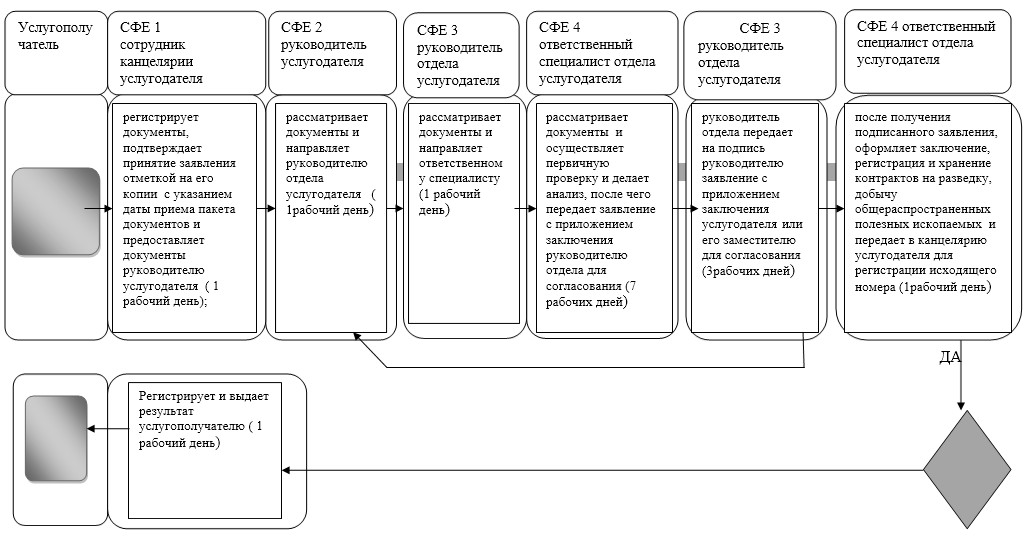 Услугополу
чатель
СФЕ 1
сотрудник
канцелярии
услугодателя
СФЕ 2
руководитель
услугодателя
СФЕ 3
руководитель
отдела
услугодателя
СФЕ 4
ответственный
специалист отдела
услугодателя
СФЕ 3
руководитель
отдела
услугодателя
СФЕ 4 ответственный
специалист отдела
услугодателя
регистрирует
документы,
подтверждает
принятие заявления
отметкой на его
копии с указанием
даты приема пакета
документов и
предоставляет
документы
руководителю
услугодателя ( 1
рабочий день);
рассматривает
документы и
направляет
руководителю
отдела
услугодателя (
1рабочий день)
рассматривает
документы и
направляет
ответственном
у специалисту
(1 рабочий
день)
рассматривает
документы и
осуществляет
первичную
проверку и делает
анализ, после чего
передает заявление
с приложением
заключения
руководителю
отдела для
согласования (7
рабочих дней)
руководитель
отдела передает
на подпись
руководителю
заявление с
приложением
заключения
услугодателя или
его заместителю
для согласования
(3рабочих дней)
после получения
подписанного заявления,
оформляет заключение,
регистрация и хранение
контрактов на разведку,
добычу
общераспространенных
полезных ископаемых и
передает в канцелярию
услугодателя для
регистрации исходящего
номера (1рабочий день)
ДА
Регистрирует и выдает
результат
услугополучателю ( 1
рабочий день)